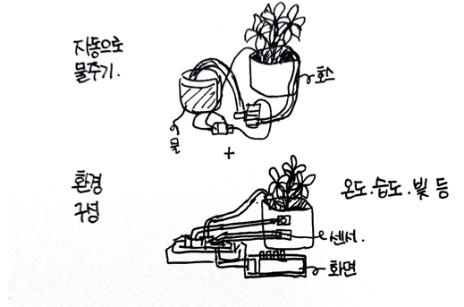 자동으로
물주기.
호스
물
+
환경
구성
온도.습도.빛 등
센서.
화면